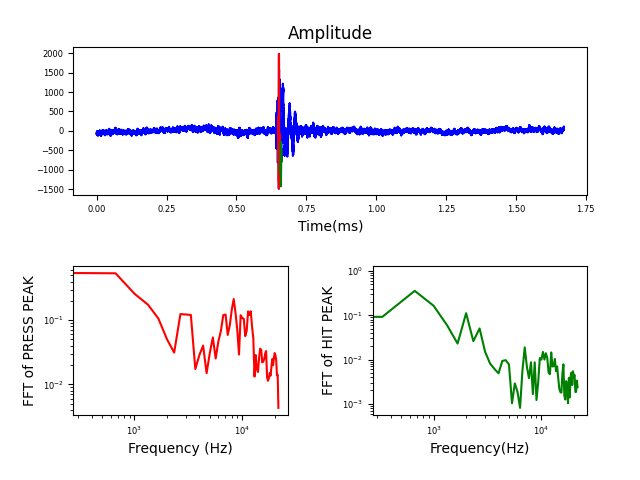 Amplitude
2000
1500
1000
500
0
−500
−1000
−1500
0.00 0.25 0.50 0.75 1.00 1.25 1.50 1.75
Time(ms)
FFT of PRESS PEAK
10⁻¹
10⁻²
10³ 10⁴
Frequency (Hz)
FFT of HIT PEAK
10⁰
10⁻¹
10⁻²
10⁻³
10³ 10⁴
Frequency(Hz)